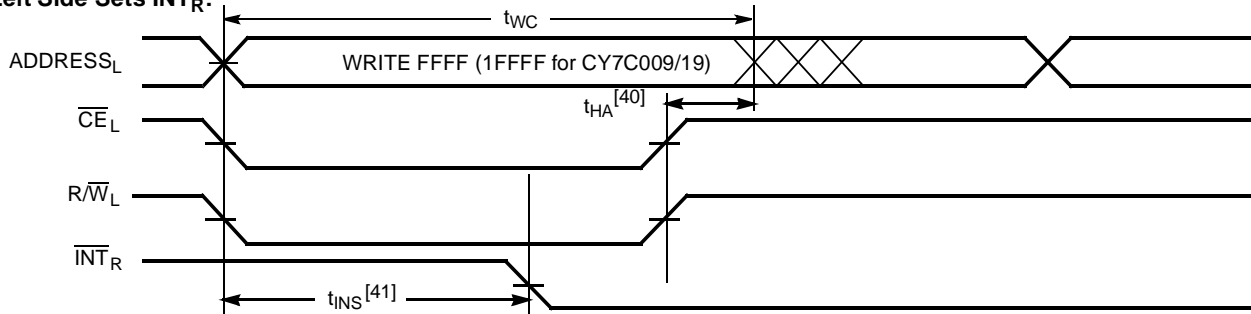 Left Side Sets INTR:
tWC
ADDRESSL
WRITE FFFF (1FFFF for CY7C009/19)
tHA[40]
CEL
R/WL
INTR
tINS[41]